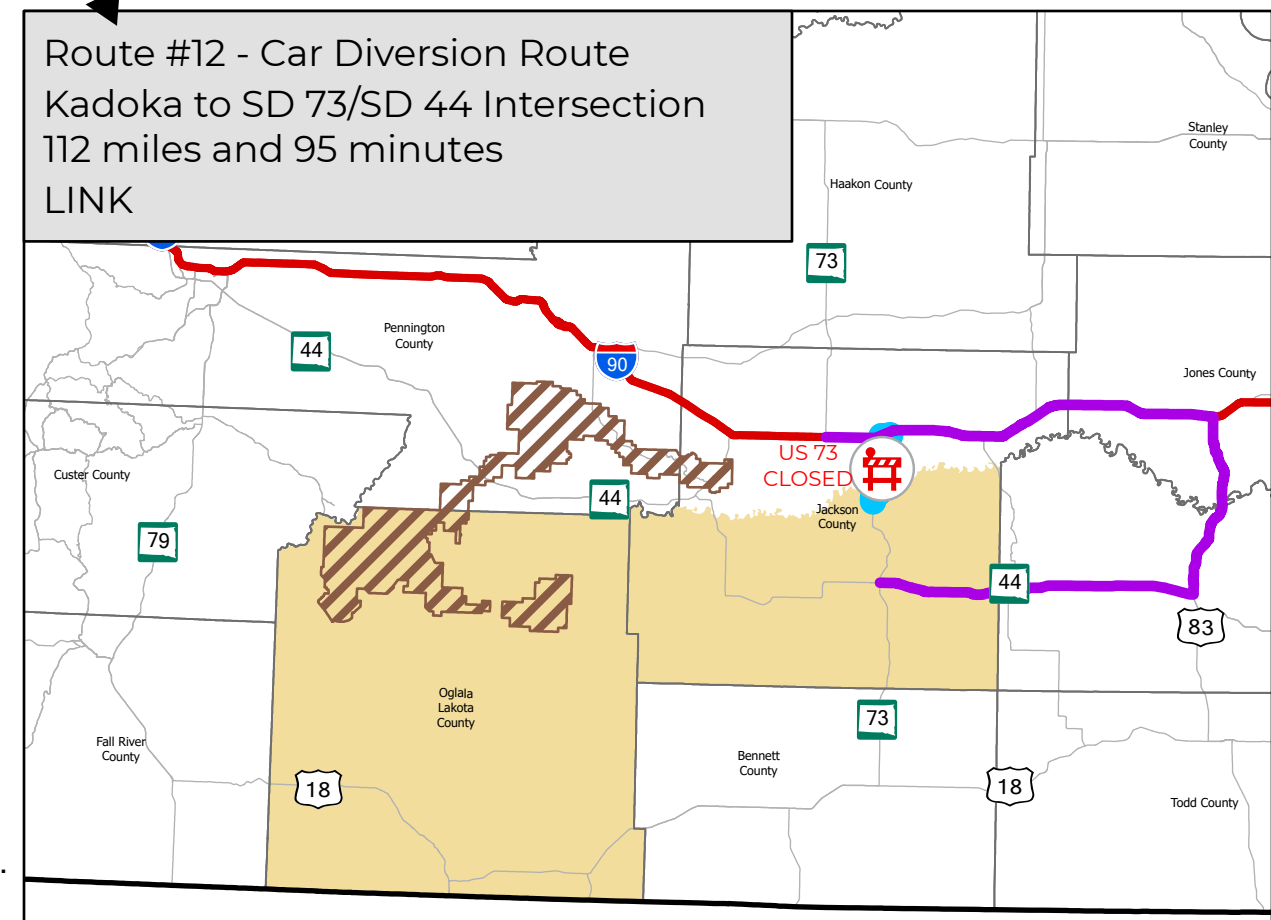 Route #12 - Car Diversion Route
Kadoka to SD 73/SD 44 Intersection
112 miles and 95 minutes
LINK
Stanley
County
Haakon County
73
44
Pennington
County
90
Jones County
US 73
CLOSED
Custer County
44
Jackson
County
79
44
83
Oglala
Lakota
County
73
Fall River
County
Bennett
County
18
18
Todd County
.